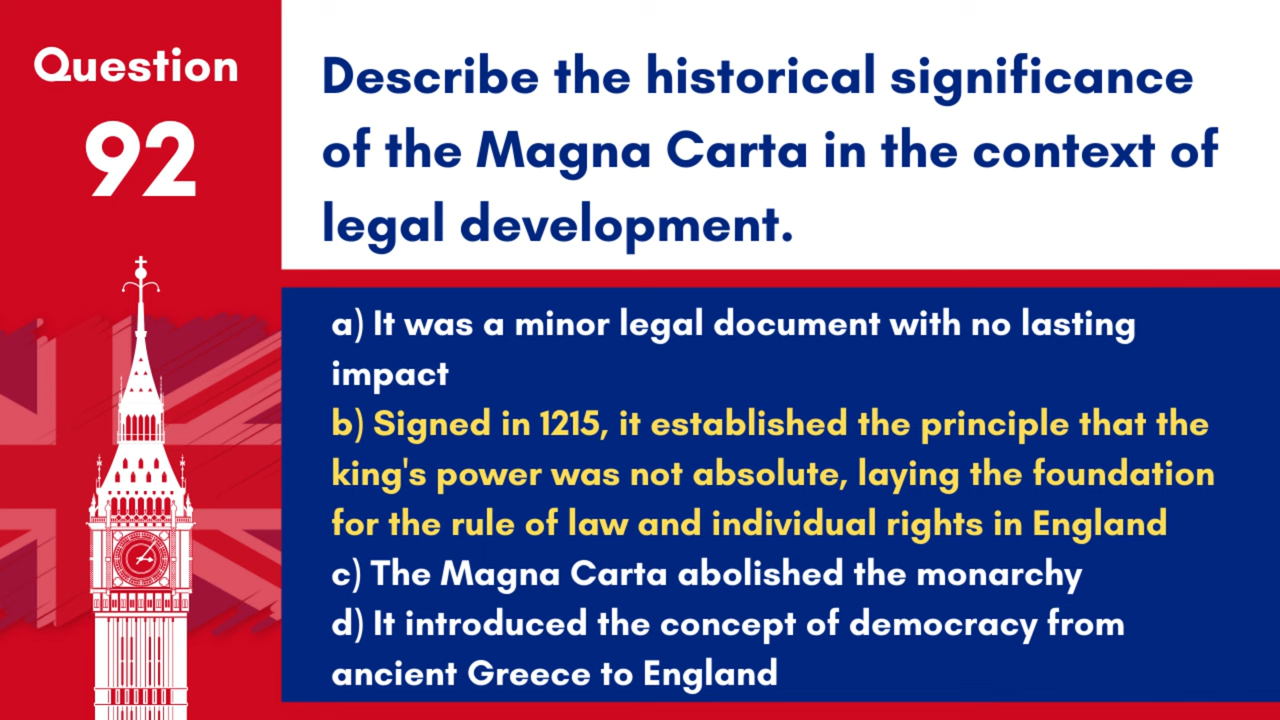 Question
92
Describe the historical significance
of the Magna Carta in the context of
legal development.
a) It was a minor legal document with no lasting
impact
b) Signed in 1215, it established the principle that the
king's power was not absolute, laying the foundation
for the rule of law and individual rights in England
c) The Magna Carta abolished the monarchy
d) It introduced the concept of democracy from
ancient Greece to England